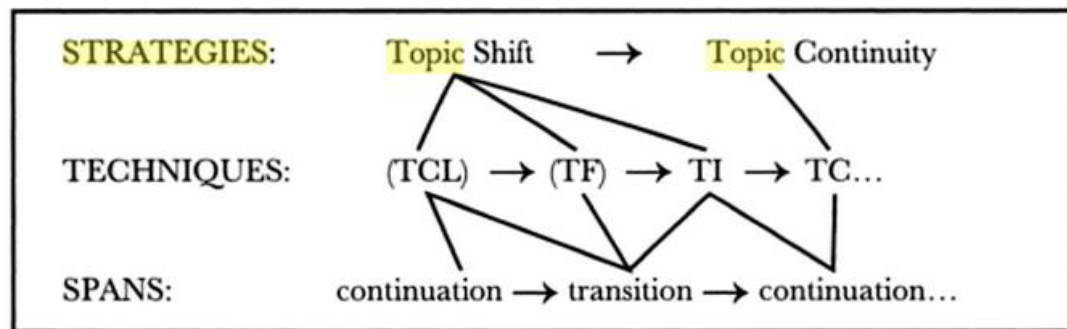 STRATEGIES: Topic Shift → Topic Continuity
TECHNIQUES: (TCL) → (TF) → TI → TC...
SPANS: continuation → transition → continuation...